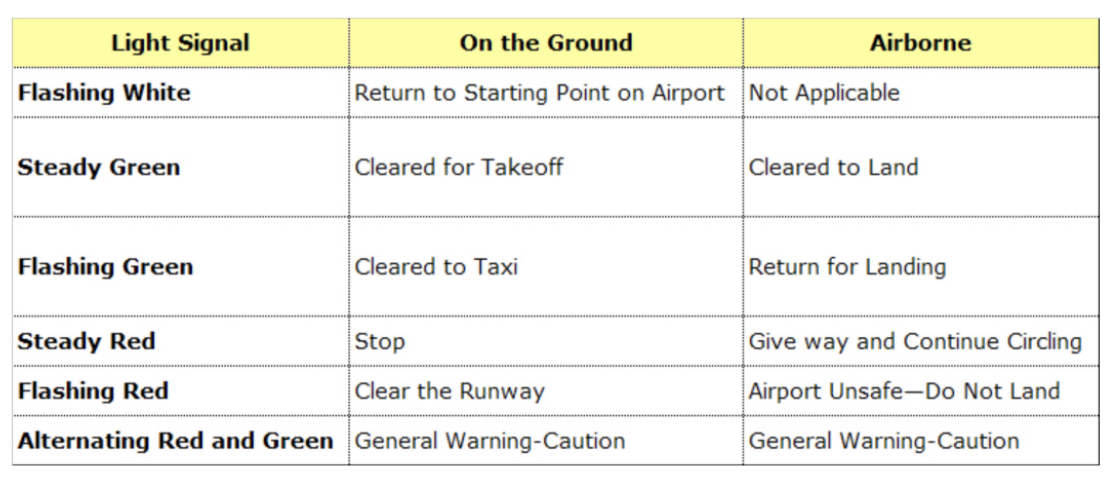 Light Signal On the Ground Airborne
Flashing White Return to Starting Point on Airport Not Applicable
Steady Green Cleared for Takeoff Cleared to Land
Flashing Green Cleared to Taxi Return for Landing
Steady Red Stop Give way and Continue Circling
Flashing Red Clear the Runway Airport Unsafe—Do Not Land
Alternating Red and Green General Warning-Caution General Warning-Caution